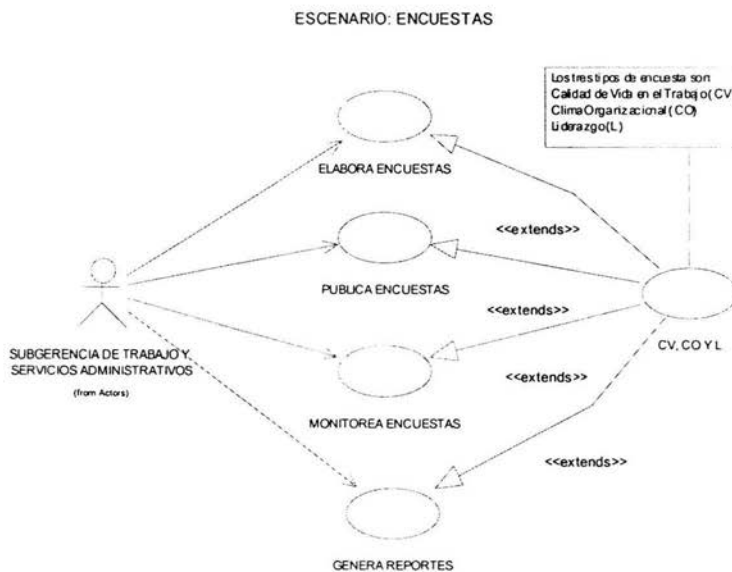 ESCENARIO: ENCUESTAS
Los tres tipos de encuesta son:
Calidad de Vida en el Trabajo (CV
Clima Organizacional (CO)
Liderazgo(L)
ELABORA ENCUESTAS
<<extends>>
PUBLICA ENCUESTAS
<<extends>>
CV, CO Y L
SUBGERENCIA DE TRABAJO Y
SERVICIOS ADMINISTRATIVOS
(from Actors)
<<extends>>
MONITOREA ENCUESTAS
<<extends>>
GENERA REPORTES